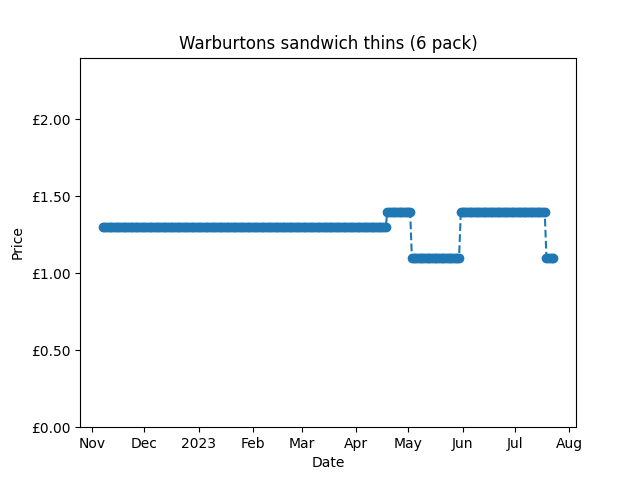 Warburtons sandwich thins (6 pack)
£2.00
£1.50
£1.00
£0.50
£0.00
Price
Nov Dec 2023 Feb Mar Apr May Jun Jul Aug
Date